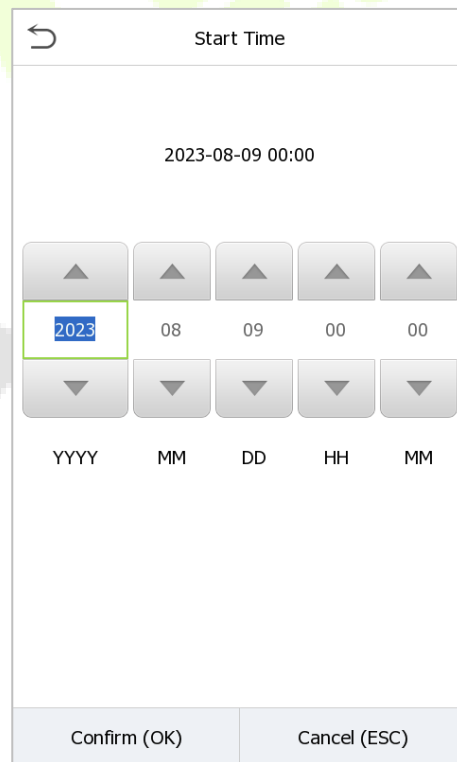 Start Time
2023-08-09 00:00
2023 08 09 00 00
YYYY MM DD HH MM
Confirm (OK) Cancel (ESC)